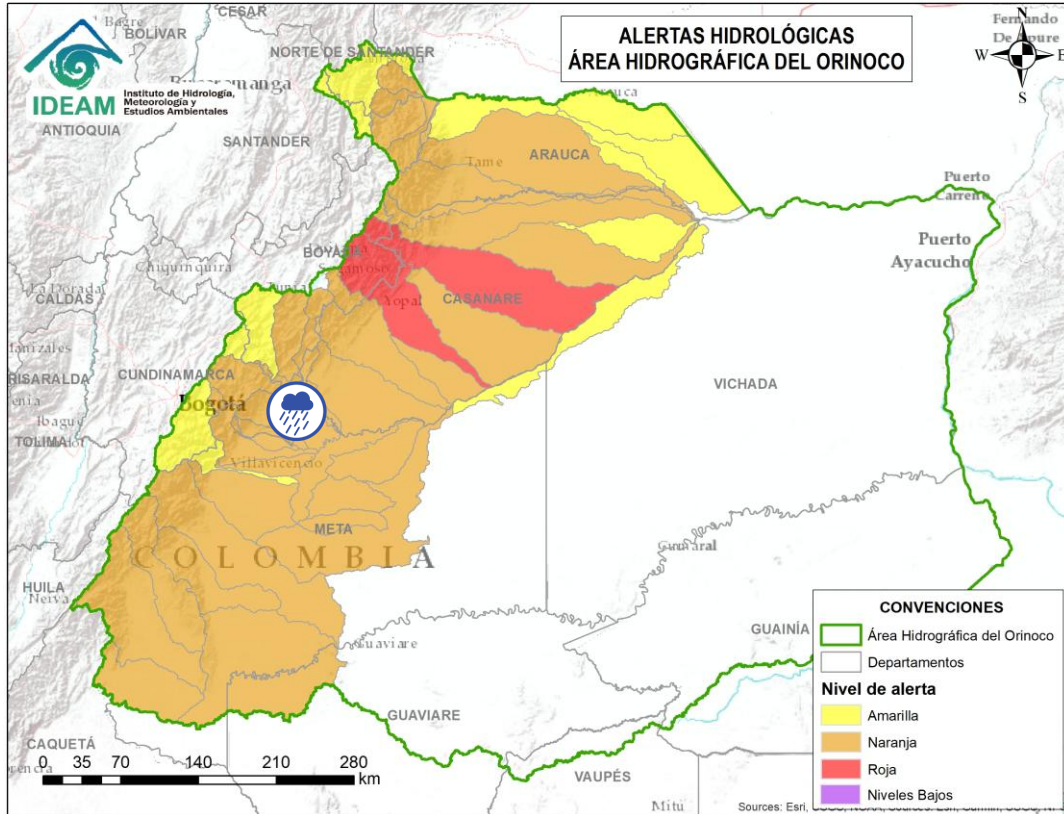 ALERTAS HIDROLÓGICAS
ÁREA HIDROGRÁFICA DEL ORINOCO
N
W
E
S
IDEAM
Instituto de Hidrología,
Meteorología y
Estudios Ambientales
CESAR
BOLÍVAR
NORTE DE SANTANDER
ANTIOQUIA
SANTANDER
ARAUCA
Tame
Puerto
Carreño
Puerto
Ayacucho
BOYACÁ
Chiquinquira
La Dorada
CALDAS
Yopal
CASANARE
RISARALDA
CUNDINAMARCA
Bogotá
Ibagué
TOLIMA
VICHADA
Villavicencio
META
COLOMBIA
HUILA
Neiva
Guaviare
GUAINÍA
GUAVIARE
CAQUETÁ
VAUPÉS
Mitú
0 35 70 140 210 280
km
CONVENCIONES
Área Hidrográfica del Orinoco
Departamentos
Nivel de alerta
Amarilla
Naranja
Roja
Niveles Bajos
Sources: Esri,